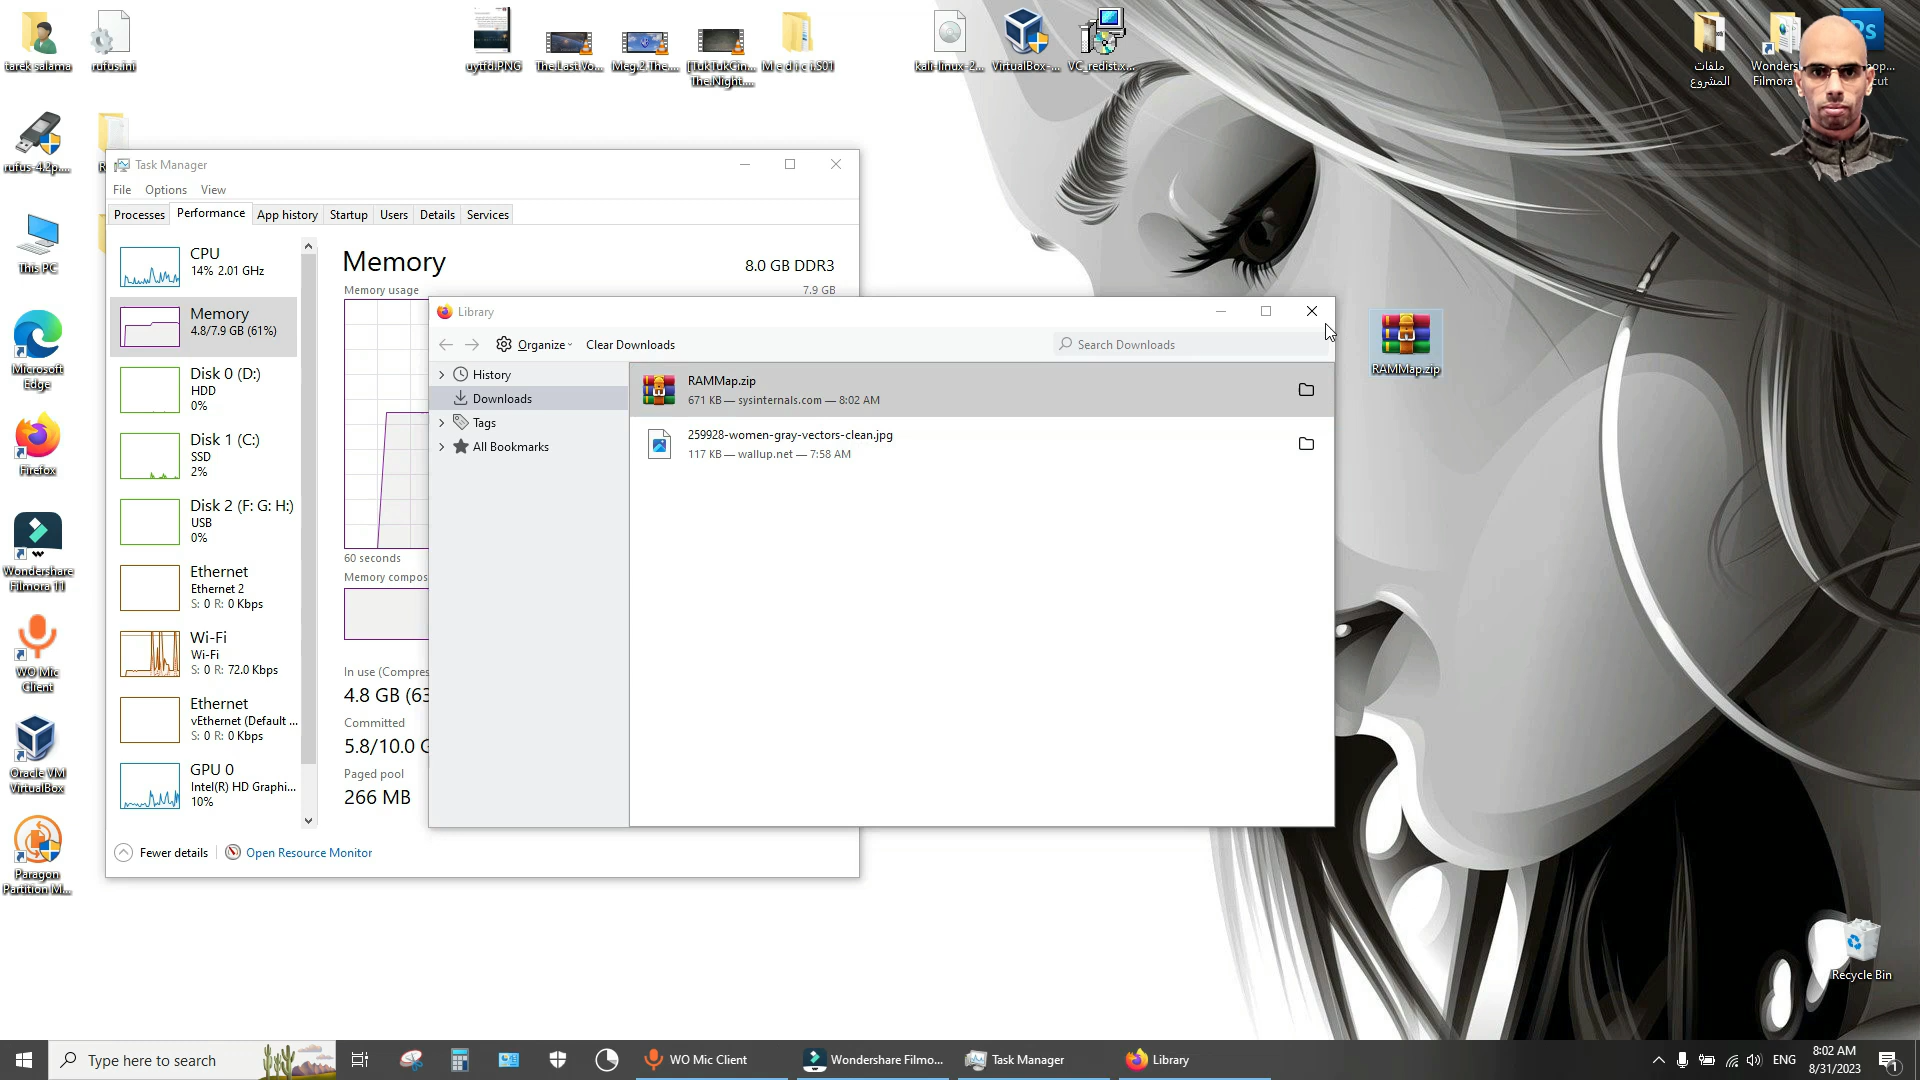 tarek salama
rufus.ini
uyffd.PNG
The.Last.Vo...
Meg.2.The....
[TukTukCin...
The.Night....
M e d i c i.S01
kali-linux-2...
VirtualBox-...
VC_redist.x...
ملفات
المشروع
Wonders
Filmora
op...
cut
rufus-4.2p....
R
This PC
Microsoft
Edge
Firefox
Wondershare
Filmora 11
WO Mic
Client
Oracle VM
VirtualBox
Paragon
Partition M...
RAMMap.zip
Recycle Bin
Task Manager
File Options View
Processes Performance App history Startup Users Details Services
CPU
14% 2.01 GHz
Memory
4.8/7.9 GB (61%)
Disk 0 (D:)
HDD
0%
Disk 1 (C:)
SSD
2%
Disk 2 (F: G: H:)
USB
0%
Ethernet
Ethernet 2
S: 0 R: 0 Kbps
Wi-Fi
Wi-Fi
S: 0 R: 72.0 Kbps
Ethernet
vEthernet (Default ...
S: 0 R: 0 Kbps
GPU 0
Intel(R) HD Graphi...
10%
Memory 8.0 GB DDR3
Memory usage 7.9 GB
60 seconds
Memory compos
In use (Compres
4.8 GB (63
Committed
5.8/10.0 G
Paged pool
266 MB
Fewer details Open Resource Monitor
Library
Organize Clear Downloads Search Downloads
History
Downloads
Tags
All Bookmarks
RAMMap.zip
671 KB — sysinternals.com — 8:02 AM
259928-women-gray-vectors-clean.jpg
117 KB — wallup.net — 7:58 AM
Type here to search
WO Mic Client
Wondershare Filmo...
Task Manager
Library
ENG
8:02 AM
8/31/2023
1